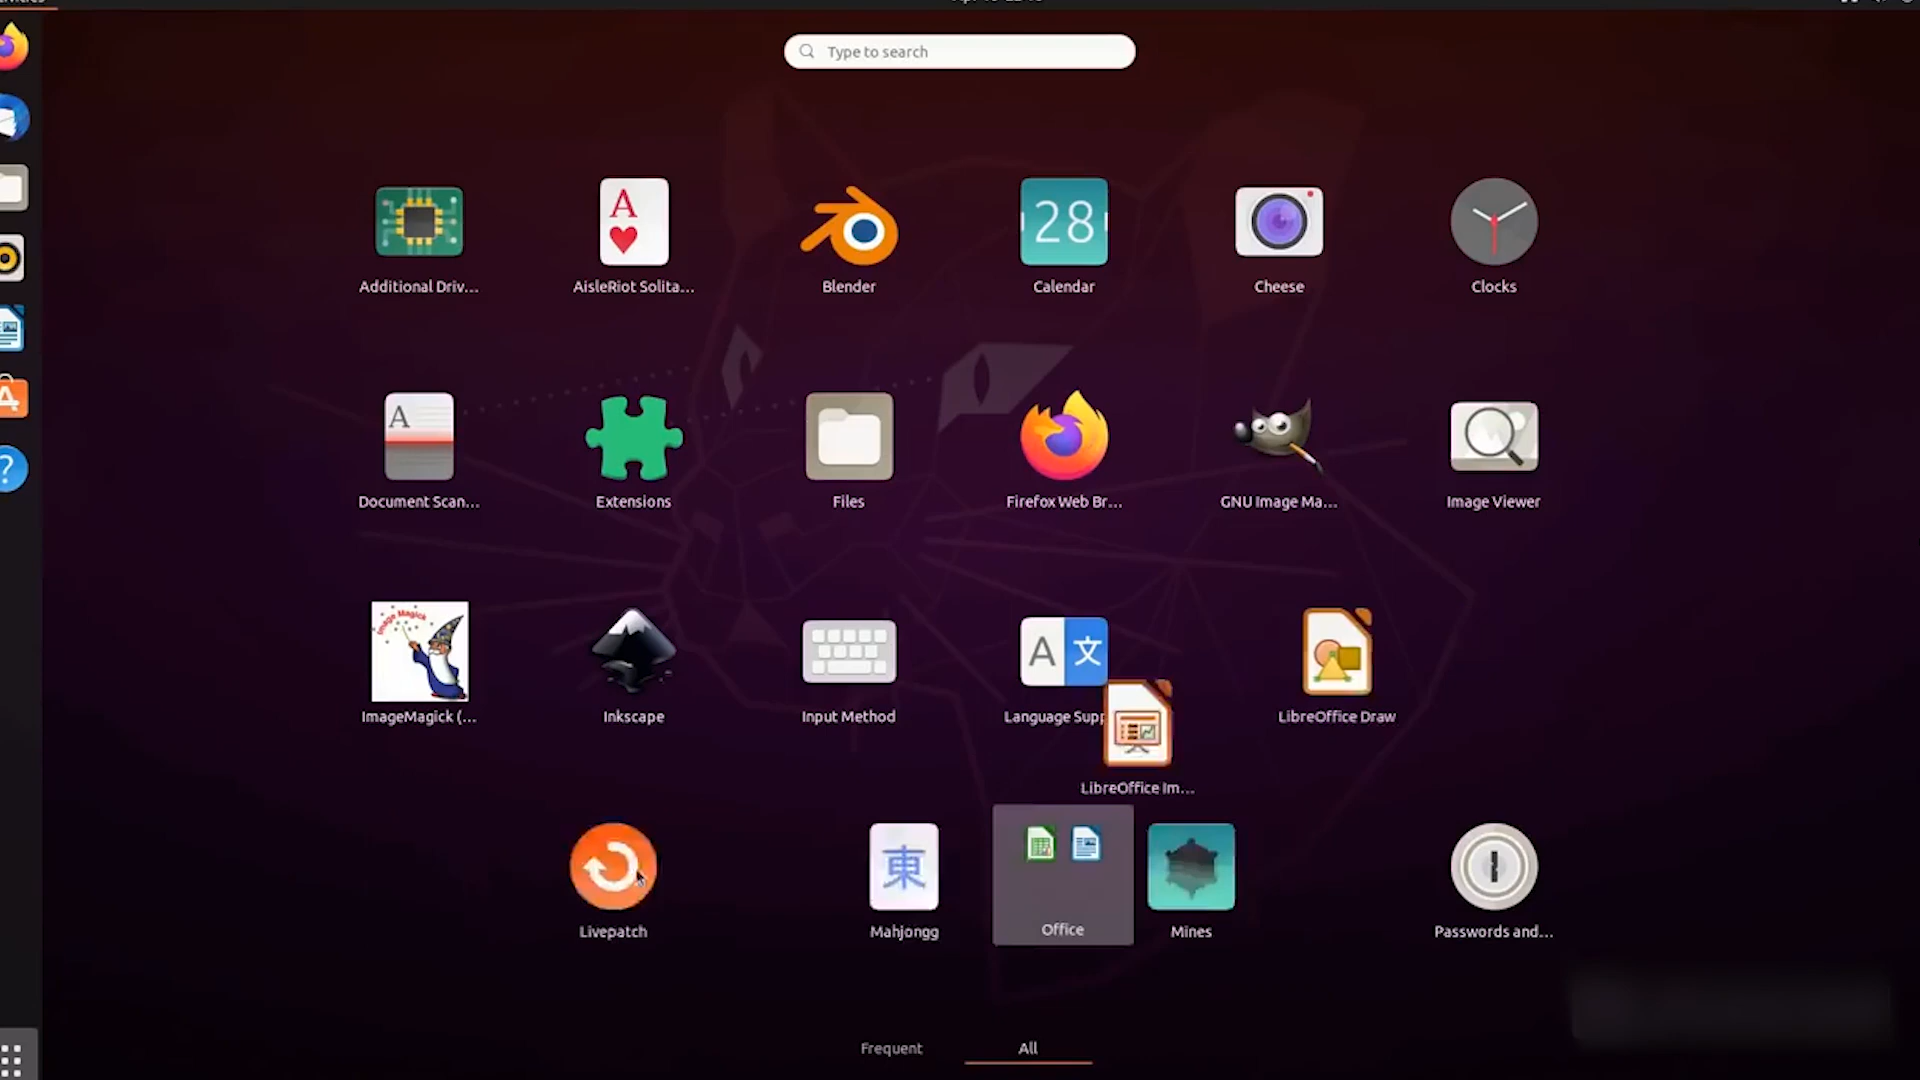 Type to search
A
28
Additional Driv...
AisleRiot Solita...
Blender
Calendar
Cheese
Clocks
A
Document Scan...
Extensions
Files
Firefox Web Br...
GNU Image Ma...
Image Viewer
Image Magick
A 文
ImageMagick (...
Inkscape
Input Method
Language Supp
LibreOffice Draw
LibreOffice Im...
東
Livepatch
Mahjongg
Office
Mines
Passwords and...
Frequent
All